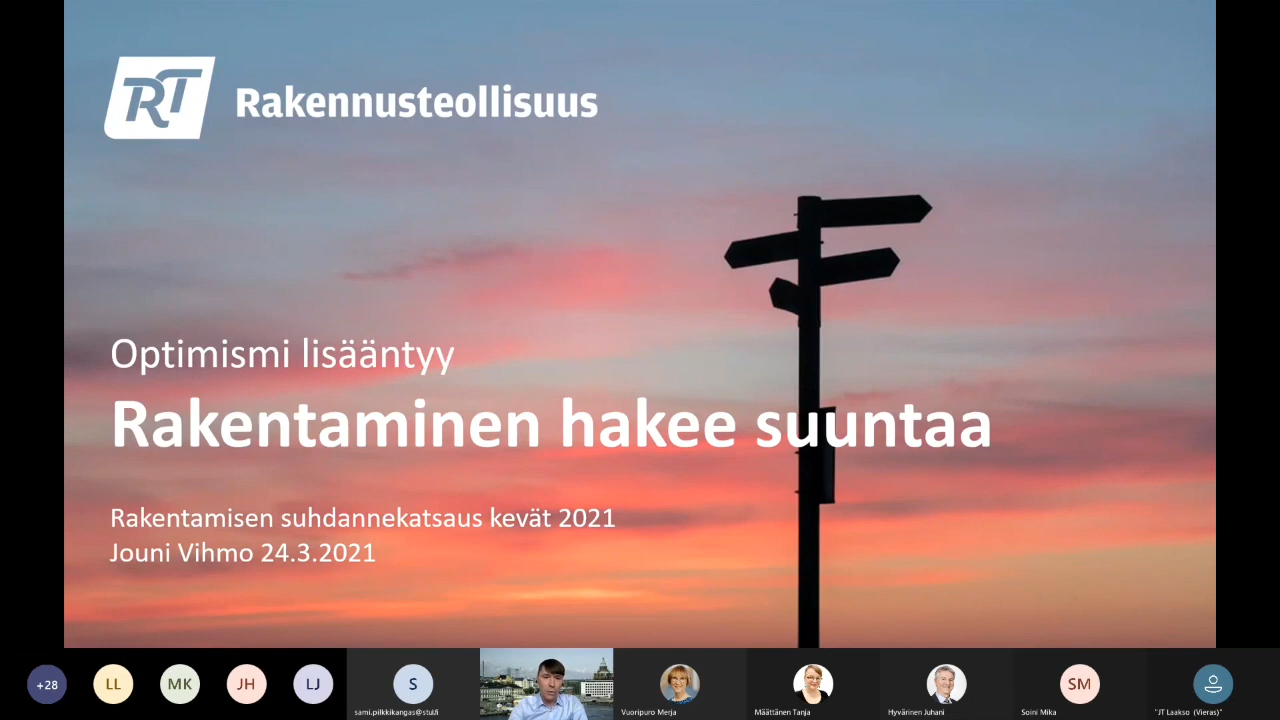 RT Rakennusteollisuus
Optimismi lisääntyy
Rakentaminen hakee suuntaa
Rakentamisen suhdannekatsaus kevät 2021
Jouni Vihmo 24.3.2021
+28
LL
MK
JH
LJ
S
SM
Vuoripuro Merja
Määttänen Tanja
Hyvärinen Juhani
Soini Mika
"JT Laakso (Vieras)"